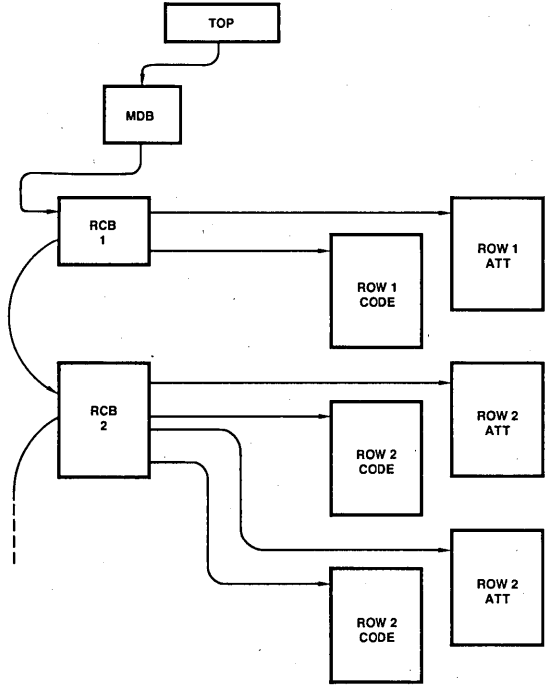 TOP
MDB
RCB
1
ROW 1
ATT
ROW 1
CODE
RCB
2
ROW 2
ATT
ROW 2
CODE
ROW 2
ATT
ROW 2
CODE